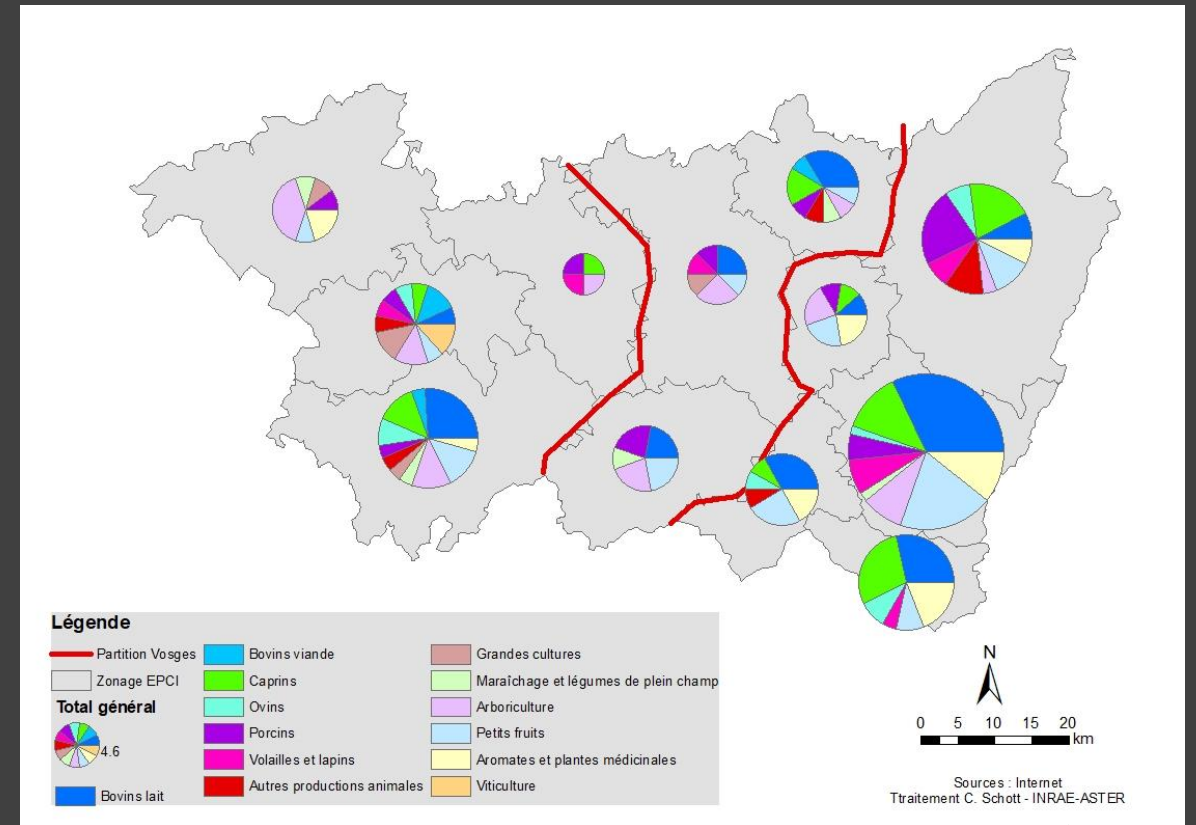 Légende
Partition Vosges
Zonage EPCI
Total général
4.6
Bovins lait
Bovins viande
Caprins
Ovins
Porcins
Volailles et lapins
Autres productions animales
Grandes cultures
Maraîchage et légumes de plein champ
Arboriculture
Petits fruits
Aromates et plantes médicinales
Viticulture
N
0 5 10 15 20
km
Sources : Internet
Ttraitement C. Schott - INRAE-ASTER